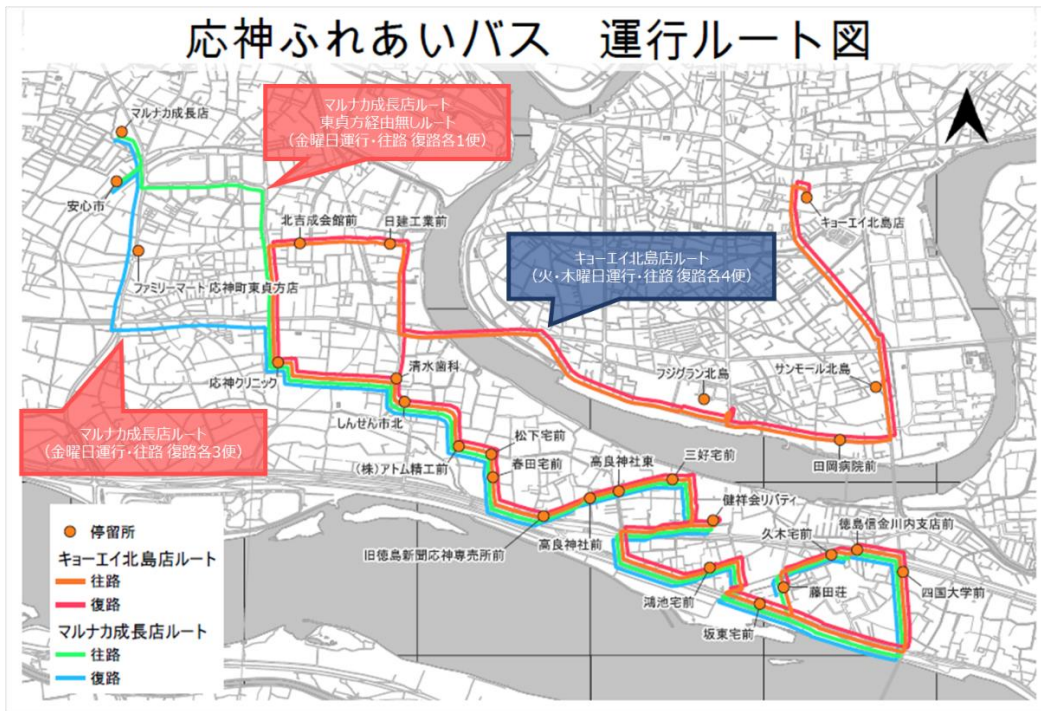 応神ふれあいバス 運行ルート図
マルナカ成長店
マルナカ成長店ルート
東貞方経由無しルート
(金曜日運行・往路 復路各1便)
安心市
北吉成会館前
日建工業前
キョーエイ北島店
キョーエイ北島店ルート
(火・木曜日運行・往路 復路各4便)
ファミリーマート 応神町東貞方店
応神クリニック
清水歯科
フジグラン北島
サンモール北島
しんせん市北
マルナカ成長店ルート
(金曜日運行・往路 復路各3便)
(株)アトム精工前
松下宅前
春田宅前
高良神社東
三好宅前
田岡病院前
健祥会リバティ
旧徳島新聞応神専売所前
高良神社前
久木宅前
徳島信金川内支店前
鴻池宅前
藤田荘
四国大学前
坂東宅前
停留所
キョーエイ北島店ルート
往路
復路
マルナカ成長店ルート
往路
復路